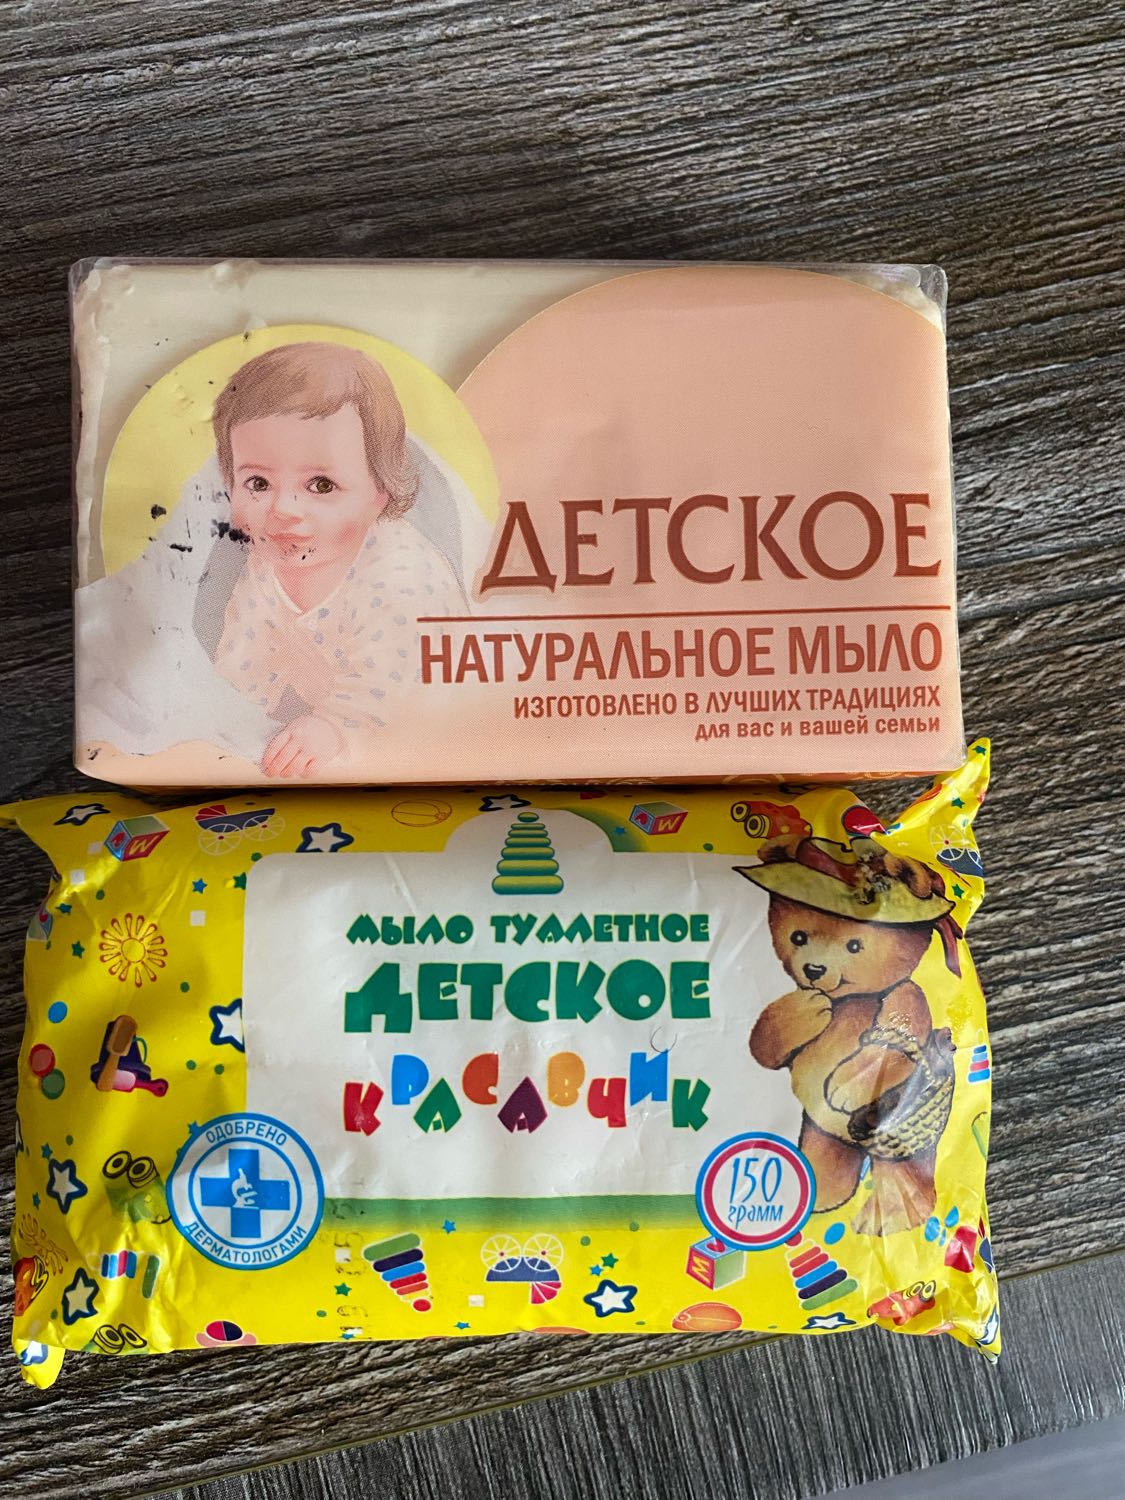 ДЕТСКОЕ
НАТУРАЛЬНОЕ МЫЛО
ИЗГОТОВЛЕНО В ЛУЧШИХ ТРАДИЦИЯХ
для вас и вашей семьи
МЫЛО ТУАЛЕТНОЕ
ДЕТСКОЕ
КРАСАВЧИК
ОДОБРЕНО
ДЕРМАТОЛОГАМИ
150
грамм